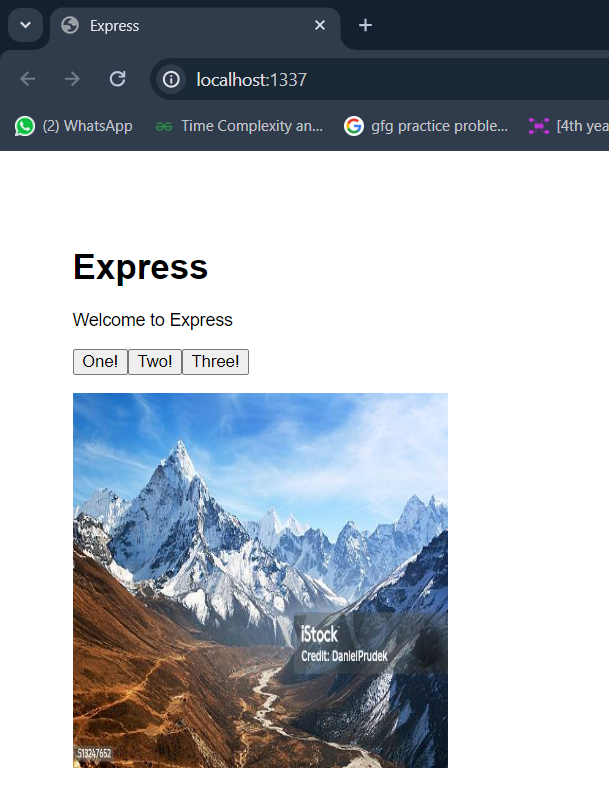 Express
localhost:1337
(2) WhatsApp
Time Complexity an...
gfg practice proble...
[4th yea
Express
Welcome to Express
One! Two! Three!
iStock
Credit: DanielPrudek
513247652